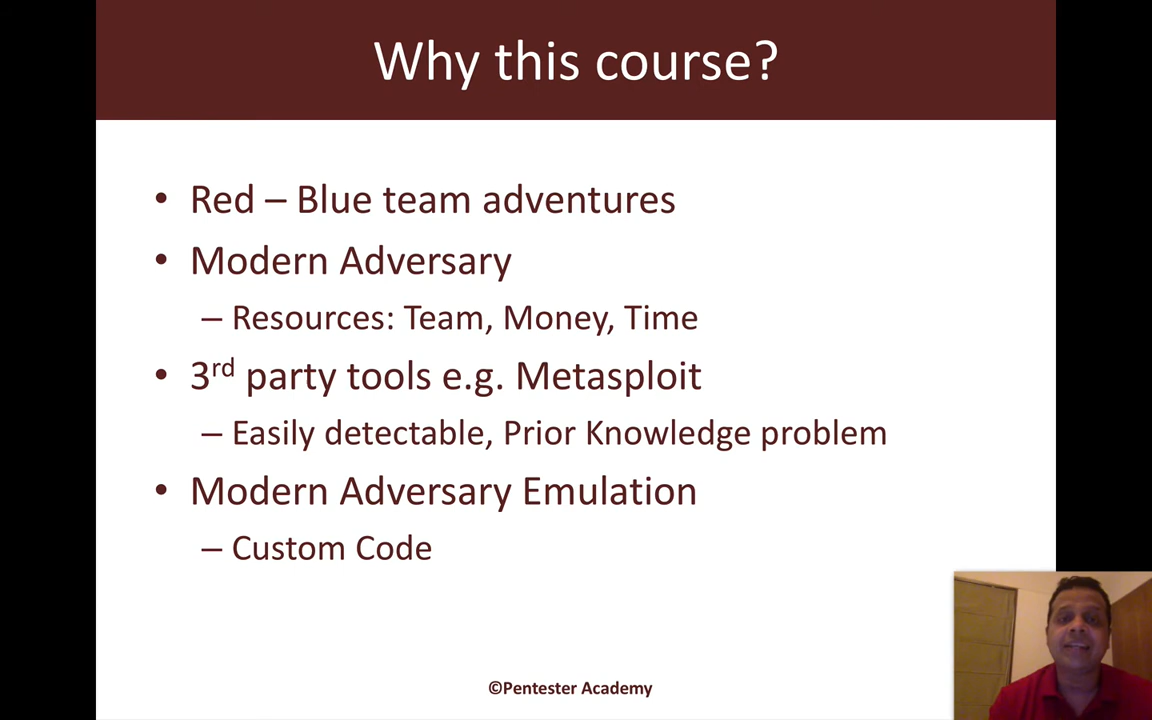 Why this course?
• Red – Blue team adventures
• Modern Adversary
– Resources: Team, Money, Time
• 3rd party tools e.g. Metasploit
– Easily detectable, Prior Knowledge problem
• Modern Adversary Emulation
– Custom Code
©Pentester Academy